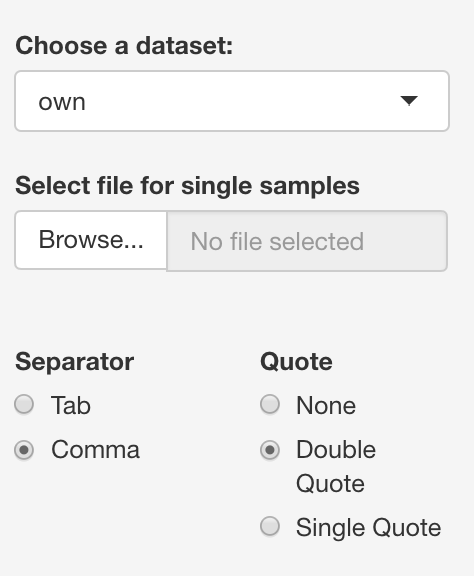 Choose a dataset:
own
Select file for single samples
Browse... No file selected
Separator
Tab
Comma
Quote
None
Double
Quote
Single Quote